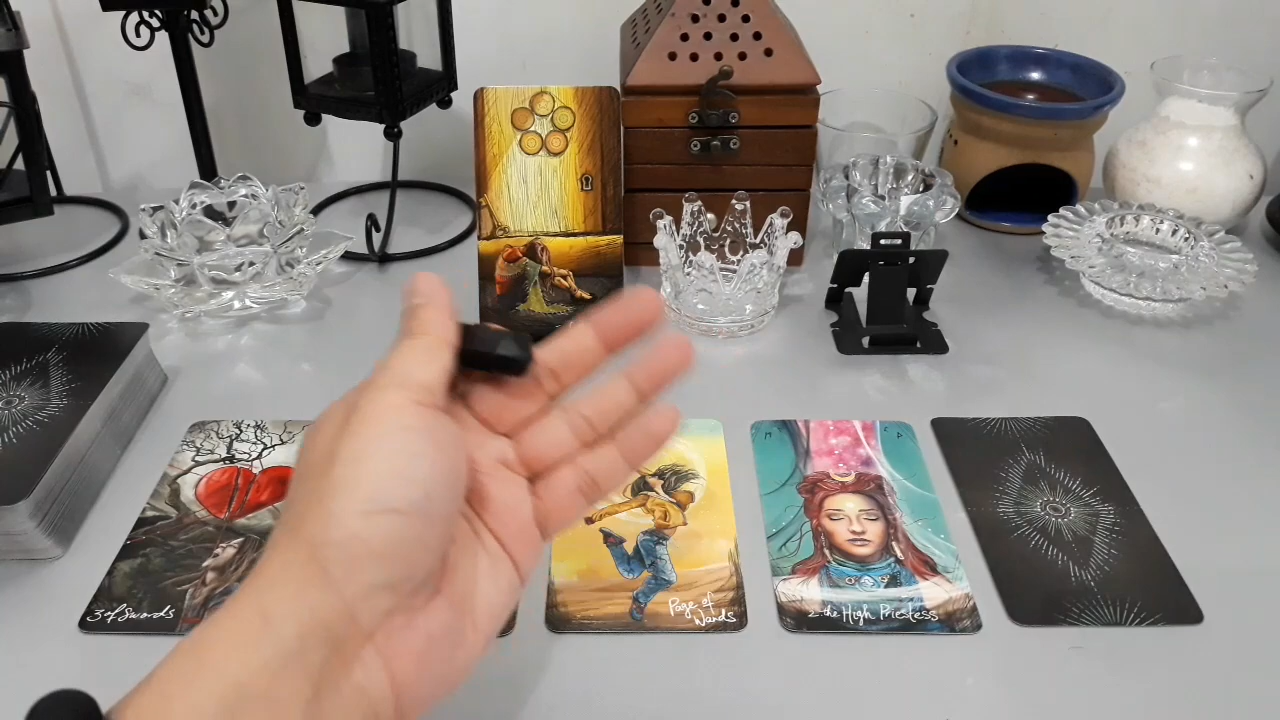 3 of Swords
Page of
Wands
2. the High Priestess